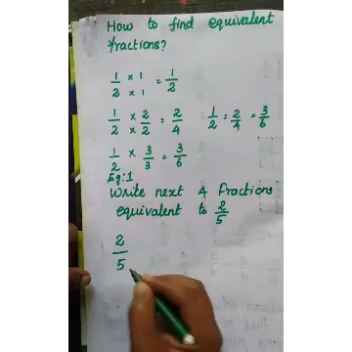 How to find equivalent
fractions?
1/2 × 1 × 1 = 1/2
1/2 × 2/2 = 2/4 1/2 = 2/4 = 3/6
1/2 × 3/3 = 3/6
Eg:1
Write next 4 fractions
equivalent to 2/5
2/5